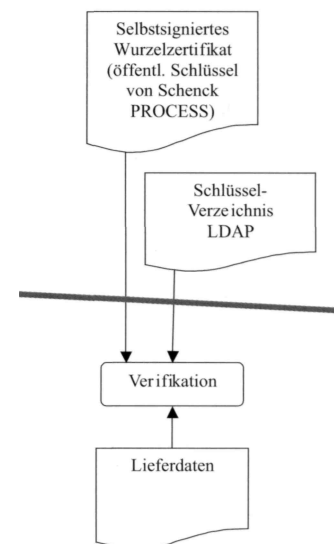 Selbstsigniertes
Wurzelzertifikat
(öffentl. Schlüssel
von Schenck
PROCESS)
Schlüssel-
Verzeichnis
LDAP
Verifikation
Lieferdaten